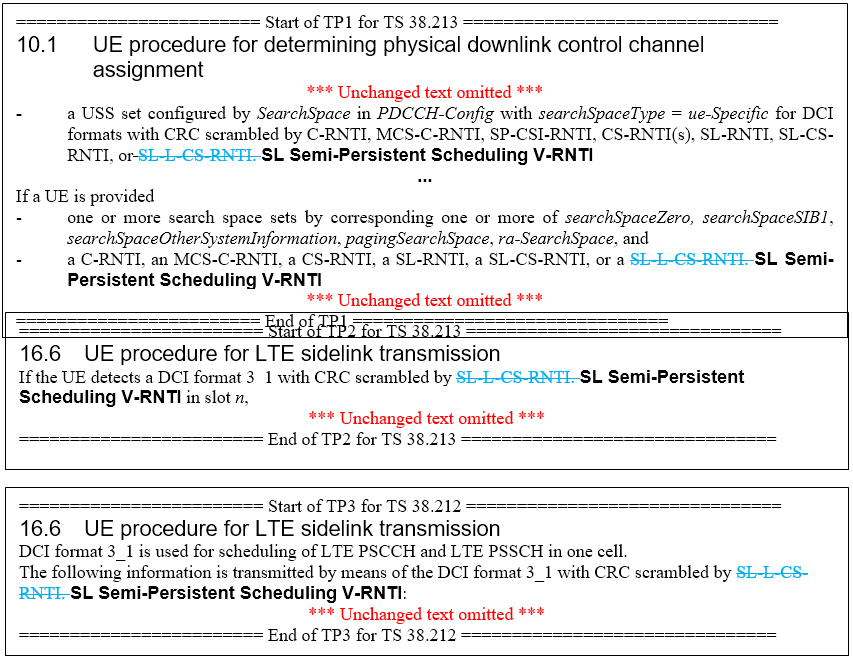 ======================== Start of TP1 for TS 38.213 ===============================
10.1 UE procedure for determining physical downlink control channel
assignment
*** Unchanged text omitted ***
- a USS set configured by SearchSpace in PDCCH-Config with searchSpaceType = ue-Specific for DCI
formats with CRC scrambled by C-RNTI, MCS-C-RNTI, SP-CSI-RNTI, CS-RNTI(s), SL-RNTI, SL-CS-
RNTI, or SL-L-CS-RNTI. SL Semi-Persistent Scheduling V-RNTI
...
If a UE is provided
- one or more search space sets by corresponding one or more of searchSpaceZero, searchSpaceSIB1,
searchSpaceOtherSystemInformation, pagingSearchSpace, ra-SearchSpace, and
- a C-RNTI, an MCS-C-RNTI, a CS-RNTI, a SL-RNTI, a SL-CS-RNTI, or a SL-L-CS-RNTI. SL Semi-
Persistent Scheduling V-RNTI
*** Unchanged text omitted ***
======================== End of TP1 ===============================
======================== Start of TP2 for TS 38.213 ===============================
16.6 UE procedure for LTE sidelink transmission
If the UE detects a DCI format 3_1 with CRC scrambled by SL-L-CS-RNTI. SL Semi-Persistent
Scheduling V-RNTI in slot n,
*** Unchanged text omitted ***
======================== End of TP2 for TS 38.213 ===============================
======================== Start of TP3 for TS 38.212 ===============================
16.6 UE procedure for LTE sidelink transmission
DCI format 3_1 is used for scheduling of LTE PSCCH and LTE PSSCH in one cell.
The following information is transmitted by means of the DCI format 3_1 with CRC scrambled by SL-L-CS-
RNTI. SL Semi-Persistent Scheduling V-RNTI:
*** Unchanged text omitted ***
======================== End of TP3 for TS 38.212 ===============================